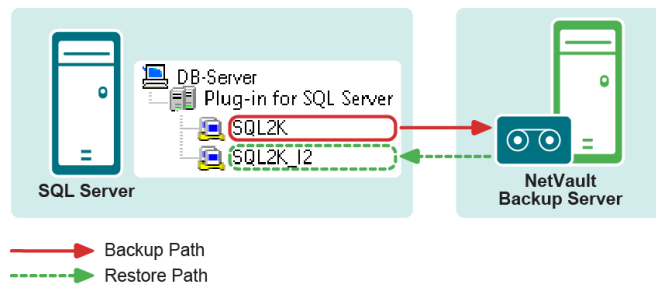 DB-Server
Plug-in for SQL Server
SQL2K
SQL2K_I2
SQL Server
NetVault
Backup Server
Backup Path
Restore Path